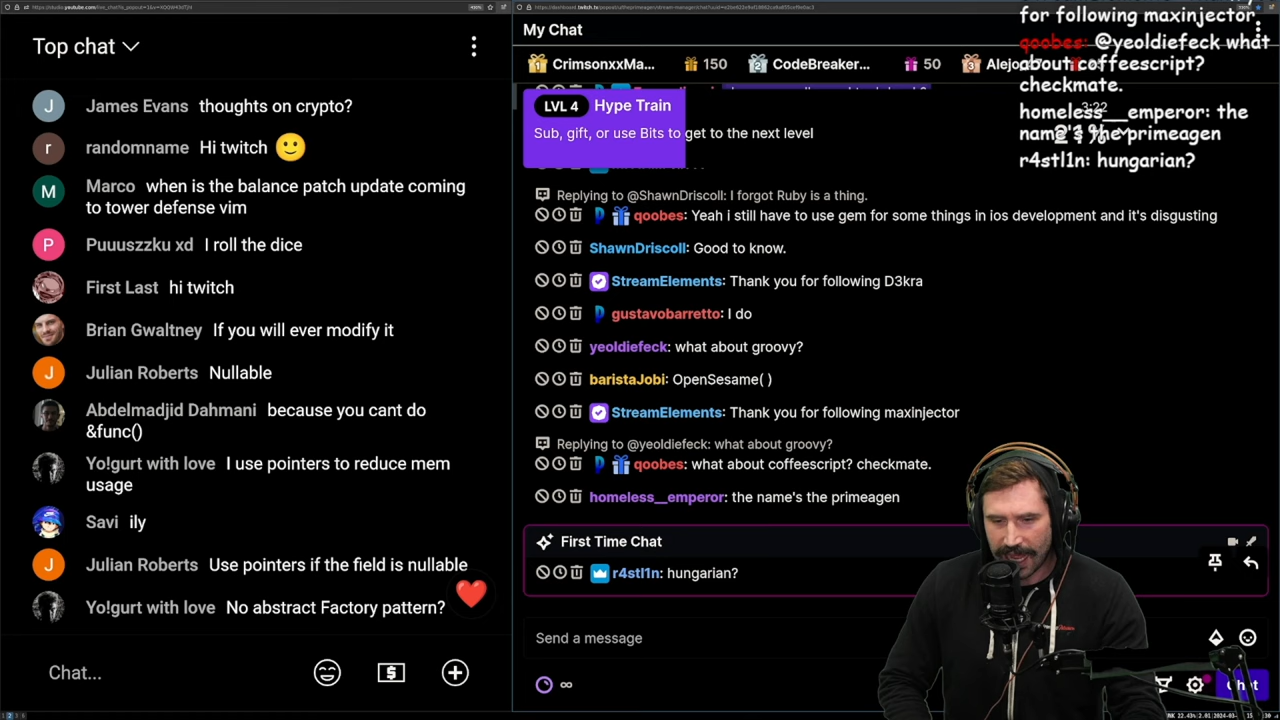 Top chat
James Evans thoughts on crypto?
randomname Hi twitch
Marco when is the balance patch update coming
to tower defense vim
Puuuszzku xd I roll the dice
First Last hi twitch
Brian Gwaltney If you will ever modify it
Julian Roberts Nullable
Abdelmadjid Dahmani because you cant do
&func()
Yo!gurt with love I use pointers to reduce mem
usage
Savi ily
Julian Roberts Use pointers if the field is nullable
Yo!gurt with love No abstract Factory pattern?
Chat...
My Chat
1 CrimsonxxMa... 150 2 CodeBreaker... 50 3 Alejo
LVL 4 Hype Train
Sub, gift, or use Bits to get to the next level
Replying to @ShawnDriscoll: I forgot Ruby is a thing.
qoobes: Yeah i still have to use gem for some things in ios development and it's disgusting
ShawnDriscoll: Good to know.
StreamElements: Thank you for following D3kra
gustavobarretto: I do
yeoldiefeck: what about groovy?
baristaJobi: OpenSesame( )
StreamElements: Thank you for following maxinjector
Replying to @yeoldiefeck: what about groovy?
qoobes: what about coffeescript? checkmate.
homeless__emperor: the name's the primeagen
First Time Chat
r4stl1n: hungarian?
Send a message
Chat
for following maxinjector
qoobes: @yeoldiefeck what
about coffeescript?
checkmate.
3:22
homeless__emperor: the
name's the primeagen
r4stl1n: hungarian?